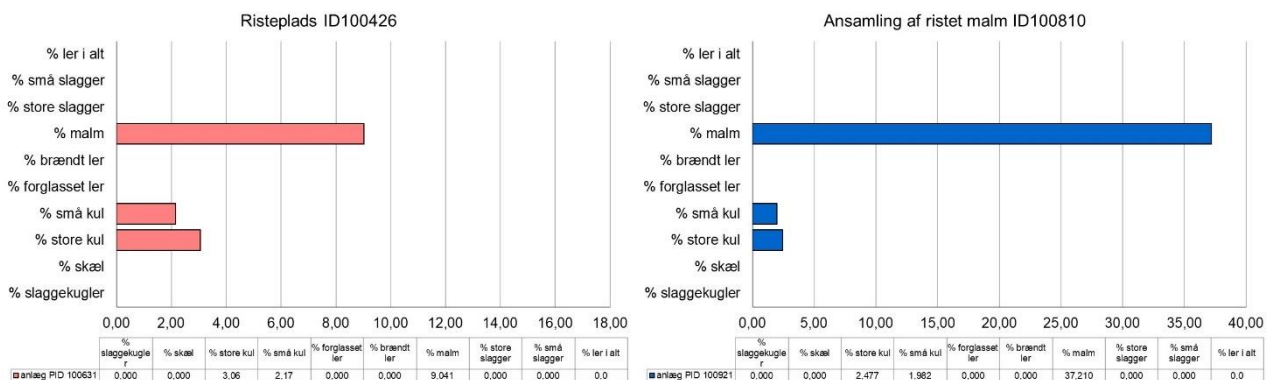 Risteplads ID100426
% ler i alt
% små slagger
% store slagger
% malm
% brændt ler
% forglasset ler
% små kul
% store kul
% skæl
% slaggekugler
0,00 2,00 4,00 6,00 8,00 10,00 12,00 14,00 16,00 18,00
% slaggekugle r % skæl % store kul % små kul % forglasset ler % brændt ler % malm % store slagger % små slagger % ler i alt
anlæg PID 100631 0,000 0,000 3,06 2,17 0,000 0,000 9,041 0,000 0,000 0,0
Ansamling af ristet malm ID100810
% ler i alt
% små slagger
% store slagger
% malm
% brændt ler
% forglasset ler
% små kul
% store kul
% skæl
% slaggekugler
0,00 5,00 10,00 15,00 20,00 25,00 30,00 35,00 40,00
% slaggekugle r % skæl % store kul % små kul % forglasset ler % brændt ler % malm % store slagger % små slagger % ler i alt
anlæg PID 100921 0,000 0,000 2,477 1,982 0,000 0,000 37,210 0,000 0,000 0,0